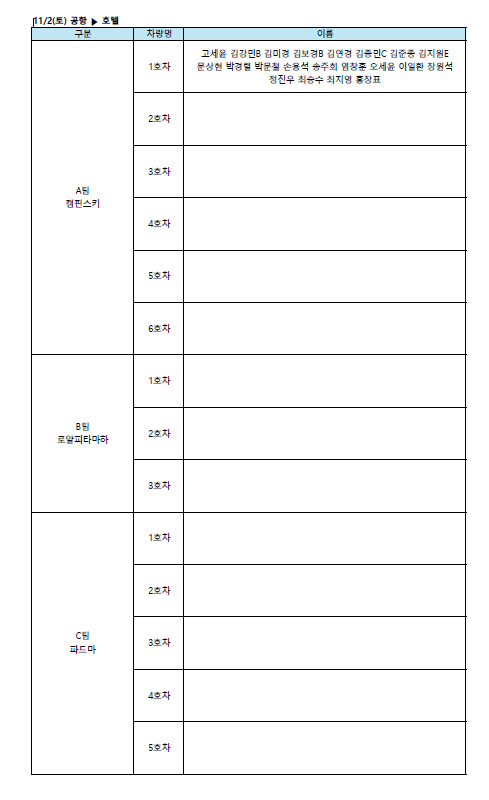 11/2(토) 공항 ▶ 호텔
구분 차량명 이름
A팀
캠핀스키
1호차
고세윤 김강민B 김미경 김보경B 김연경 김종민C 김준종 김지원E
문상현 박경렬 박문철 손용석 송주희 염창훈 오세윤 이일환 장원석
정진우 최승수 최지영 홍장표
2호차
3호차
4호차
5호차
6호차
B팀
로얄피타마하
1호차
2호차
3호차
C팀
파드마
1호차
2호차
3호차
4호차
5호차